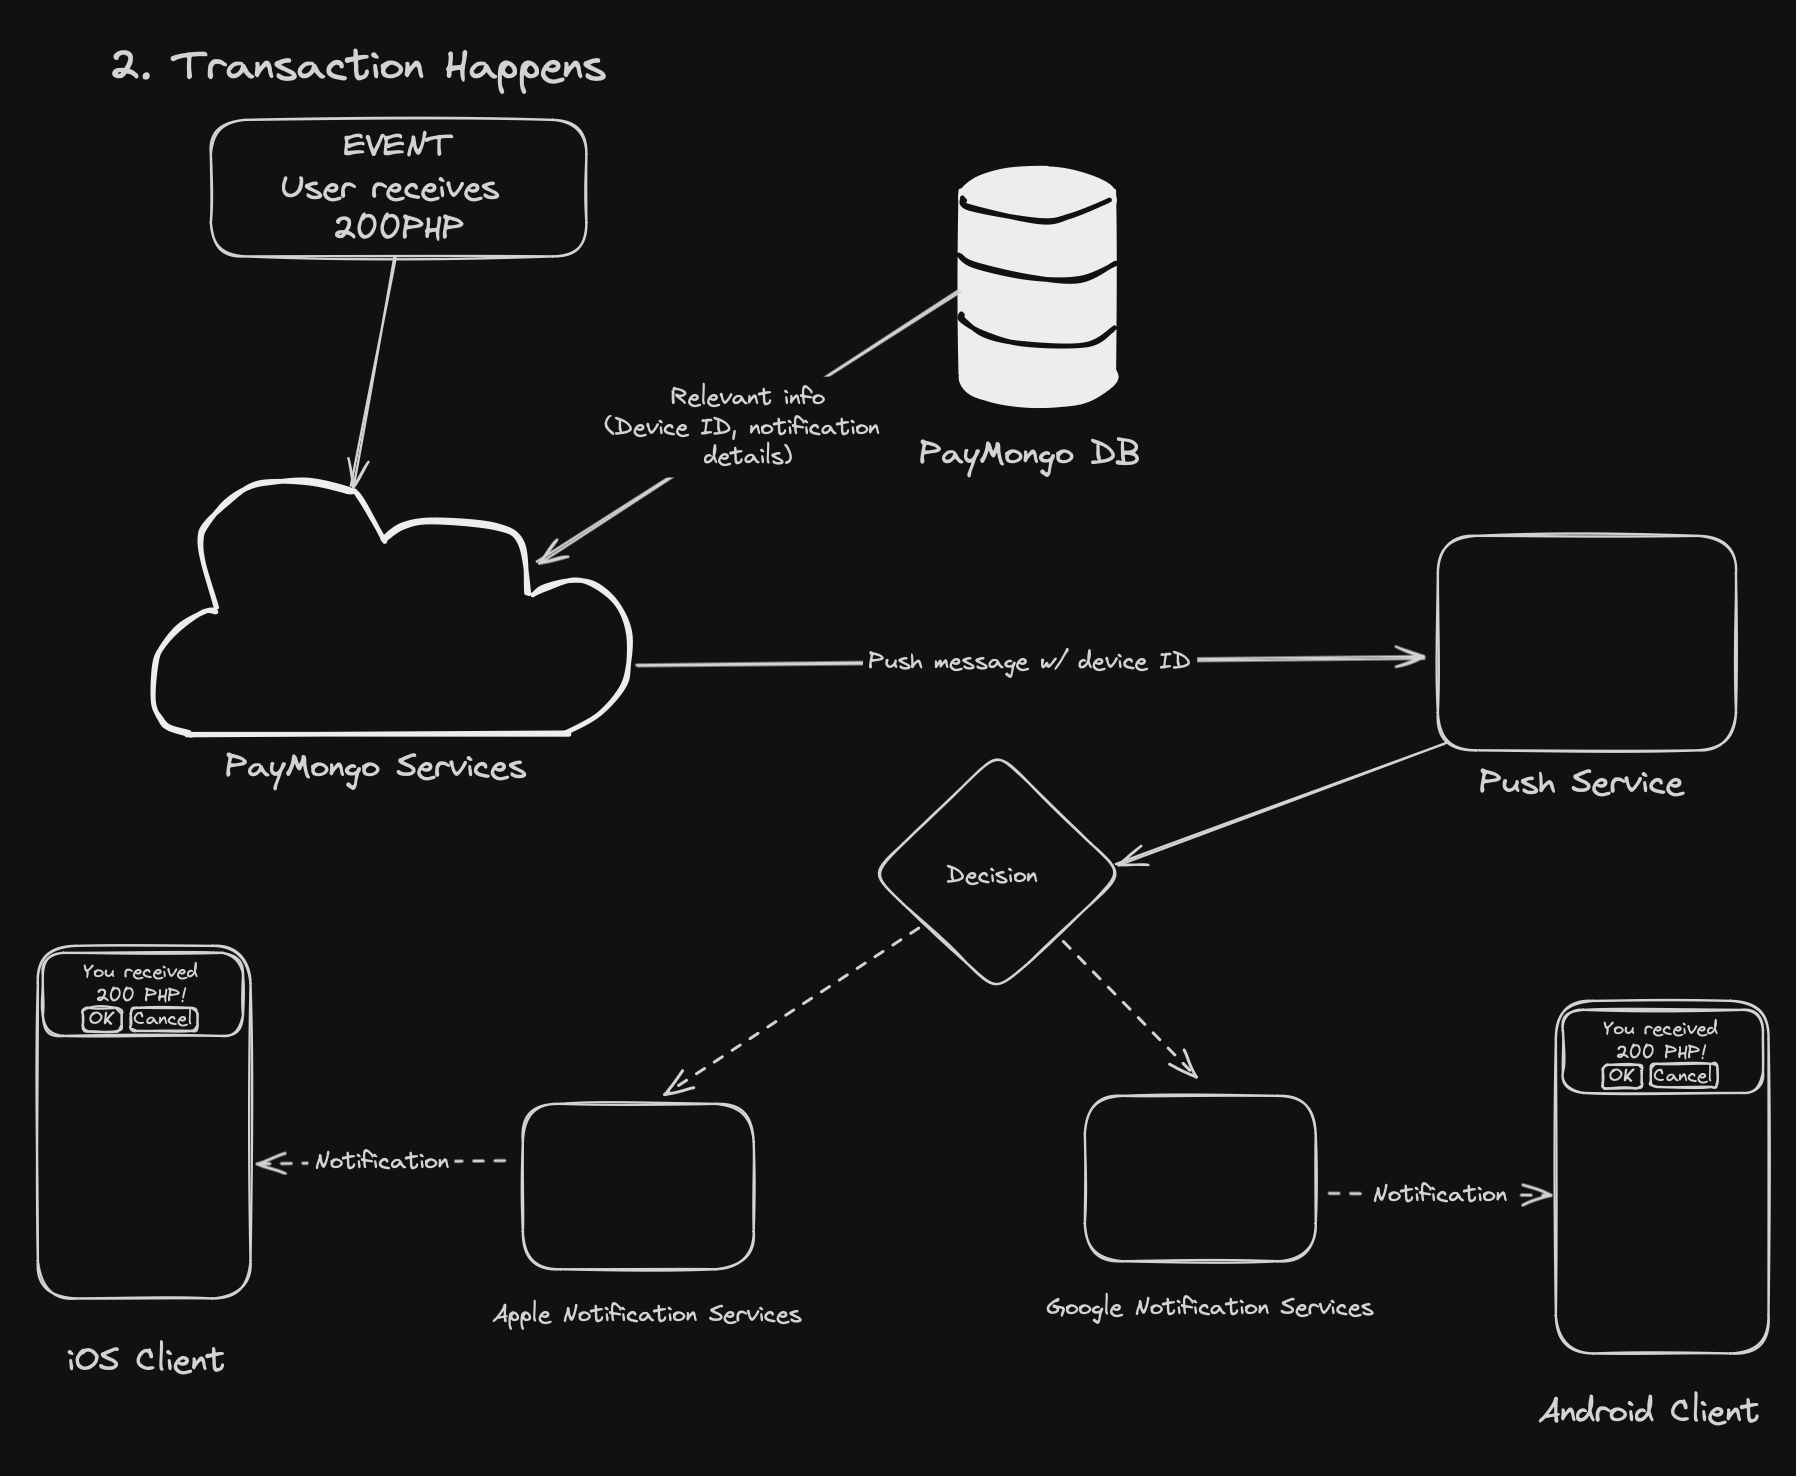 2. Transaction Happens
EVENT
User receives
200PHP
Relevant info
(Device ID, notification
details)
PayMongo DB
Push message w/ device ID
PayMongo Services
Push Service
Decision
You received
200 PHP!
OK Cancel
You received
200 PHP!
OK Cancel
Notification
Notification
Apple Notification Services
Google Notification Services
iOS Client
Android Client